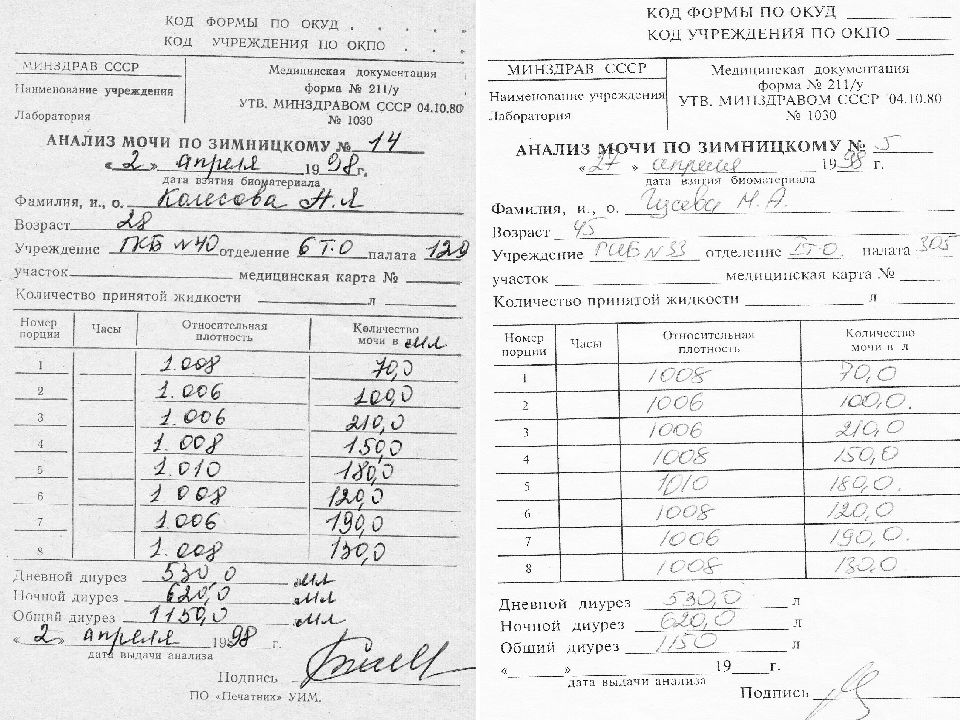 КОД ФОРМЫ ПО ОКУД . . . .
КОД УЧРЕЖДЕНИЯ ПО ОКПО . . .
МИНЗДРАВ СССР
Наименование учреждения
Лаборатория
Медицинская документация
форма № 211/у
УТВ. МИНЗДРАВОМ СССР 04.10.80
№ 1030
АНАЛИЗ МОЧИ ПО ЗИМНИЦКОМУ № 14
«2» апреля 1998г.
дата взятия биоматериала
Фамилия, и., о. Колесова Н.Л
Возраст 28
Учреждение ГКБ №40 отделение 6 Т.О палата 120
участок медицинская карта №
Количество принятой жидкости л
Номер порции Часы Относительная плотность Количество мочи в мл
1 1.008 70,0
2 1.006 100,0
3 1.006 210,0
4 1.008 150,0
5 1.010 180,0
6 1 008 120,0
7 1.006 190,0
8 1.008 130,0
Дневной диурез 530,0 мл
Ночной диурез 620,0 мл
Общий диурез 1150,0 мл
«2» апреля 1998 г.
дата выдачи анализа
Подпись
ПО «Печатник» УИМ.
КОД ФОРМЫ ПО ОКУД
КОД УЧРЕЖДЕНИЯ ПО ОКПО
МИНЗДРАВ СССР
Наименование учреждения
Лаборатория
Медицинская документация
форма № 211/у
УТВ. МИНЗДРАВОМ СССР 04.10.80
№ 1030
АНАЛИЗ МОЧИ ПО ЗИМНИЦКОМУ № 5
«27» апреля 1998 г.
дата взятия биоматериала
Фамилия, и., о. Гусева М.А.
Возраст 45
Учреждение №33 отделение Т.О. палата 305
участок медицинская карта №
Количество принятой жидкости л
Номер порции Часы Относительная плотность Количество мочи в л
1 1008 70,0
2 1006 100,0.
3 1006 210,0
4 1008 150,0
5 1010 180,0.
6 1008 120,0
7 1006 190,0.
8 1008 130,0
Дневной диурез 530,0 л
Ночной диурез 620,0 л
Общий диурез 1150 л
« » 19 г.
дата выдачи анализа
Подпись